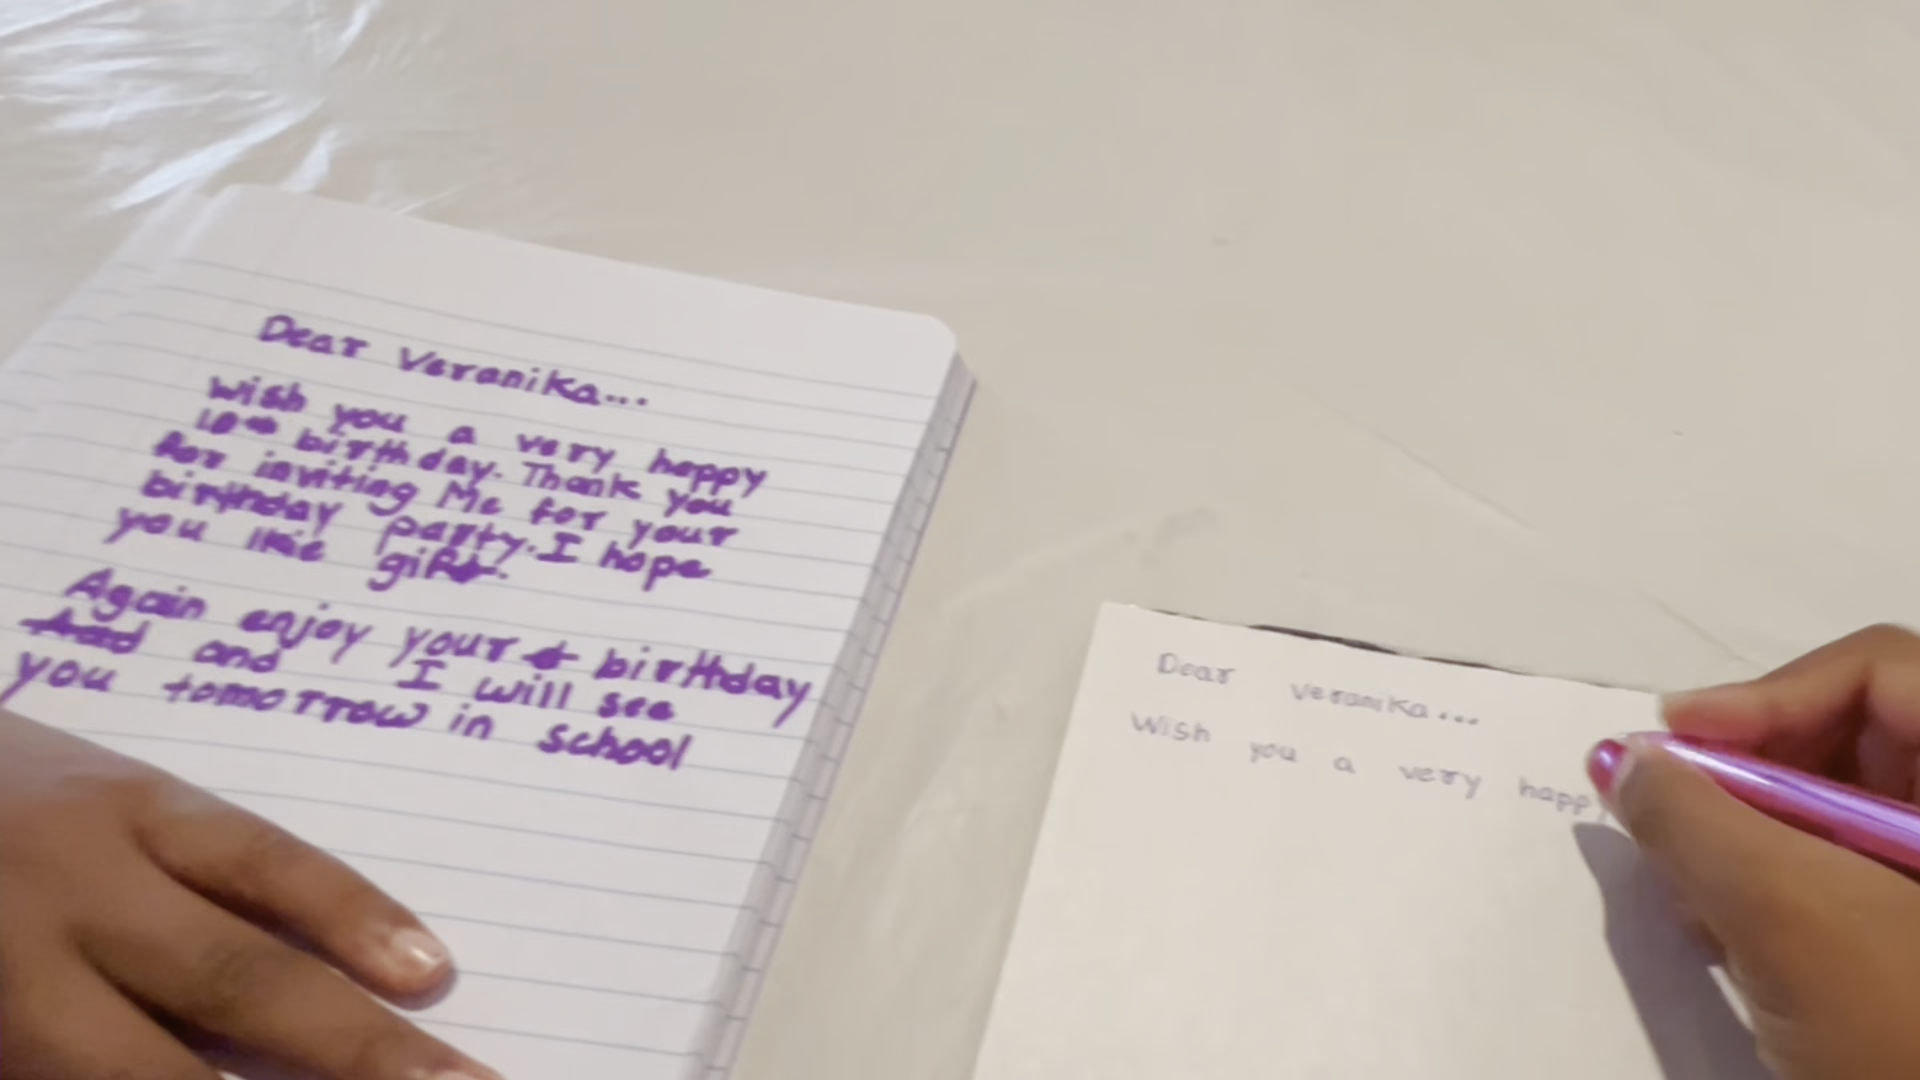 Dear Veranika...
Wish you a very happy
10th birthday. Thank you
for inviting Me for your
birthday party. I hope
you like gift.
Again enjoy your birthday
and I will see
you tomorrow in school
Dear Veranika...
Wish you a very happy